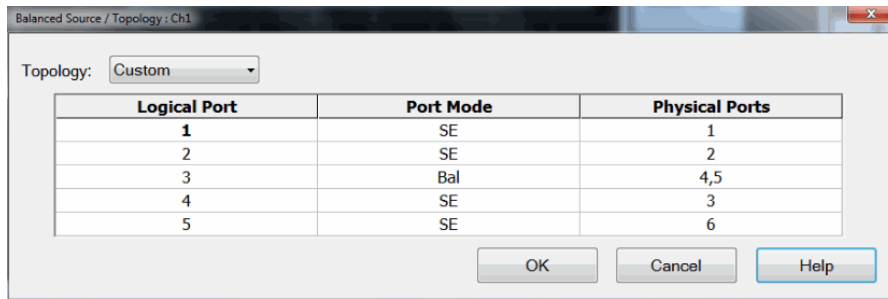 Balanced Source / Topology : Ch1
x
Topology: Custom
Logical Port Port Mode Physical Ports
1 SE 1
2 SE 2
3 Bal 4,5
4 SE 3
5 SE 6
OK Cancel Help